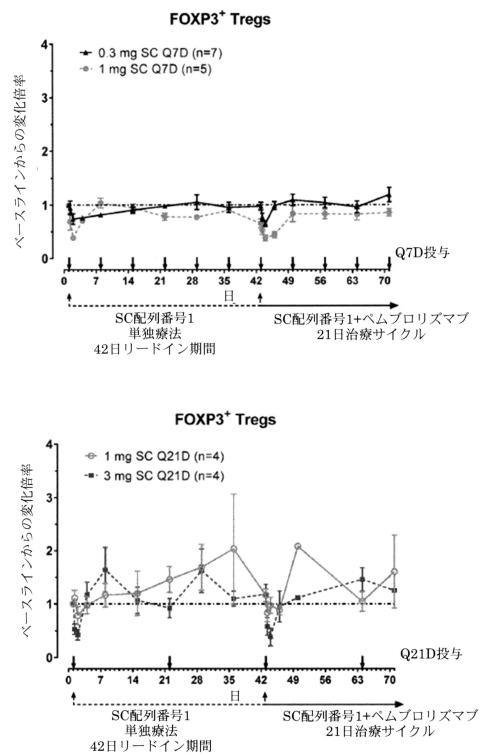 FOXP3+ Tregs
0.3 mg SC Q7D (n=7)
1 mg SC Q7D (n=5)
ベースラインからの変化倍率
4
3
2
1
0
0 7 14 21 28 35 42 49 56 63 70
Q7D投与
日
SC配列番号1
単独療法
42日リードイン期間
SC配列番号1+ペムブロリズマブ
21日治療サイクル
FOXP3+ Tregs
1 mg SC Q21D (n=4)
3 mg SC Q21D (n=4)
ベースラインからの変化倍率
4
3
2
1
0
0 7 14 21 28 35 42 49 56 63 70
Q21D投与
日
SC配列番号1
単独療法
42日リードイン期間
SC配列番号1+ペムブロリズマブ
21日治療サイクル